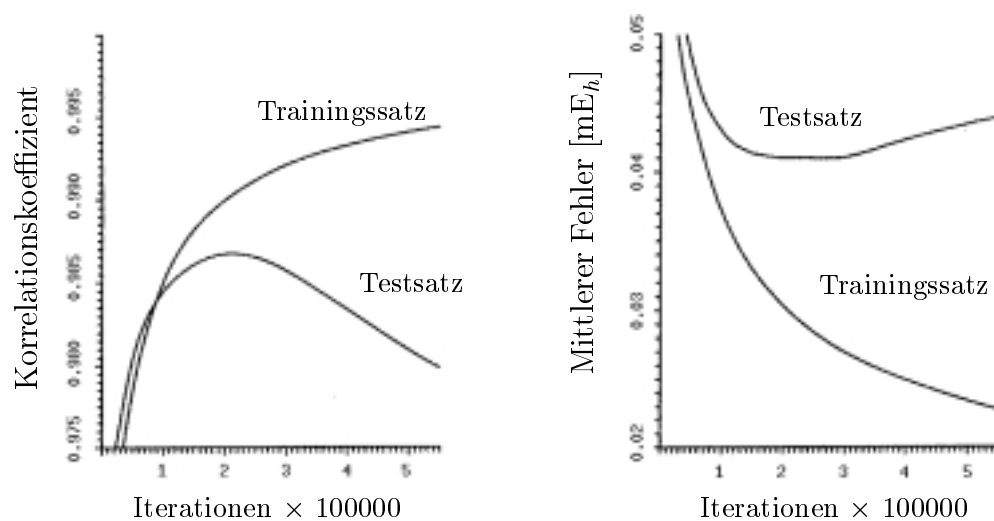 Korrelationskoeffizient
0.995
0.990
0.985
0.980
0.975
Trainingssatz
Testsatz
1 2 3 4 5
Iterationen × 100000
Mittlerer Fehler [mEh]
0.05
0.04
0.03
0.02
Testsatz
Trainingssatz
1 2 3 4 5
Iterationen × 100000